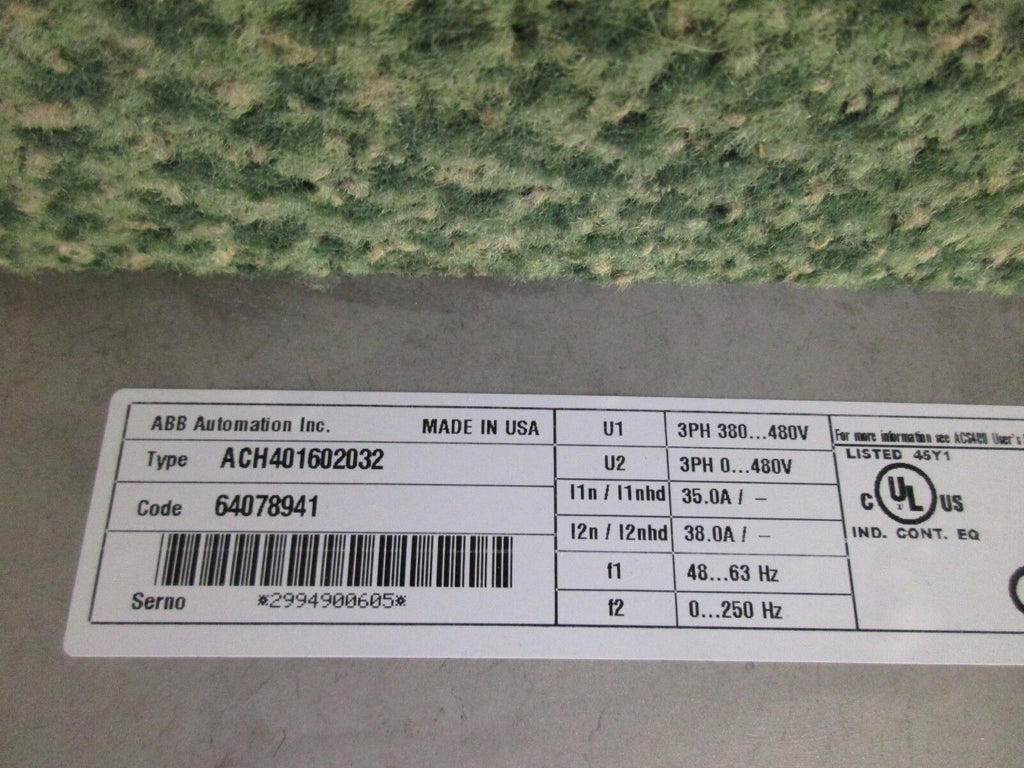 ABB Automation Inc. MADE IN USA
Type ACH401602032
Code 64078941
Serno *2994900605*
U1 3PH 380...480V
U2 3PH 0...480V
I1n / I1nhd 35.0A / –
I2n / I2nhd 38.0A / –
f1 48...63 Hz
f2 0...250 Hz
For more information see ACS400 User's
LISTED 45Y1
C UL US
IND. CONT. EQ